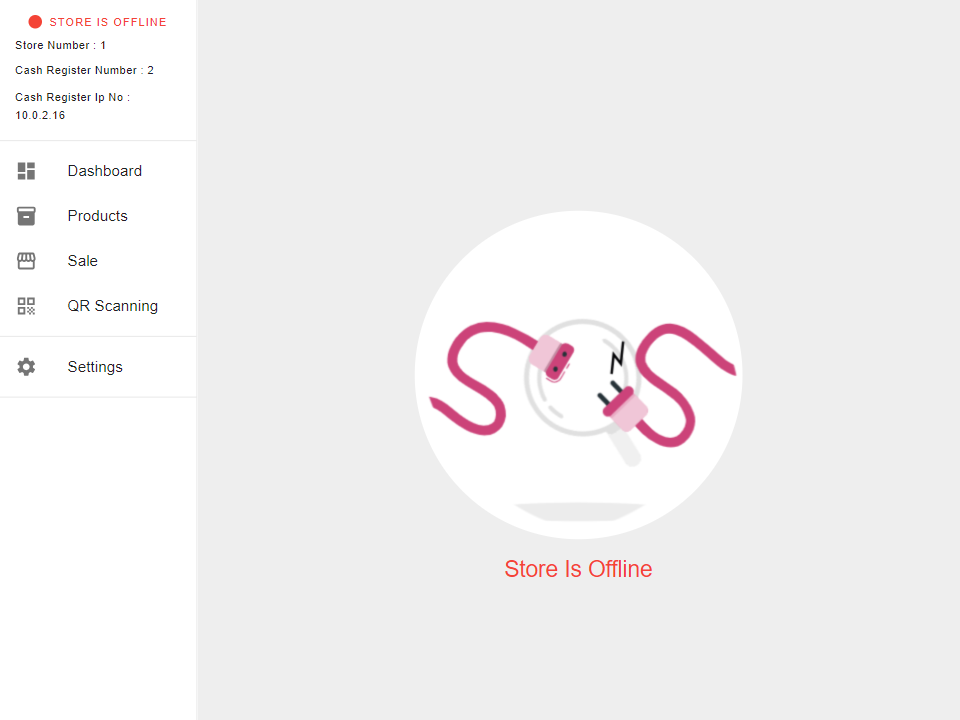 STORE IS OFFLINE
Store Number : 1
Cash Register Number : 2
Cash Register Ip No :
10.0.2.16
Dashboard
Products
Sale
QR Scanning
Settings
Store Is Offline